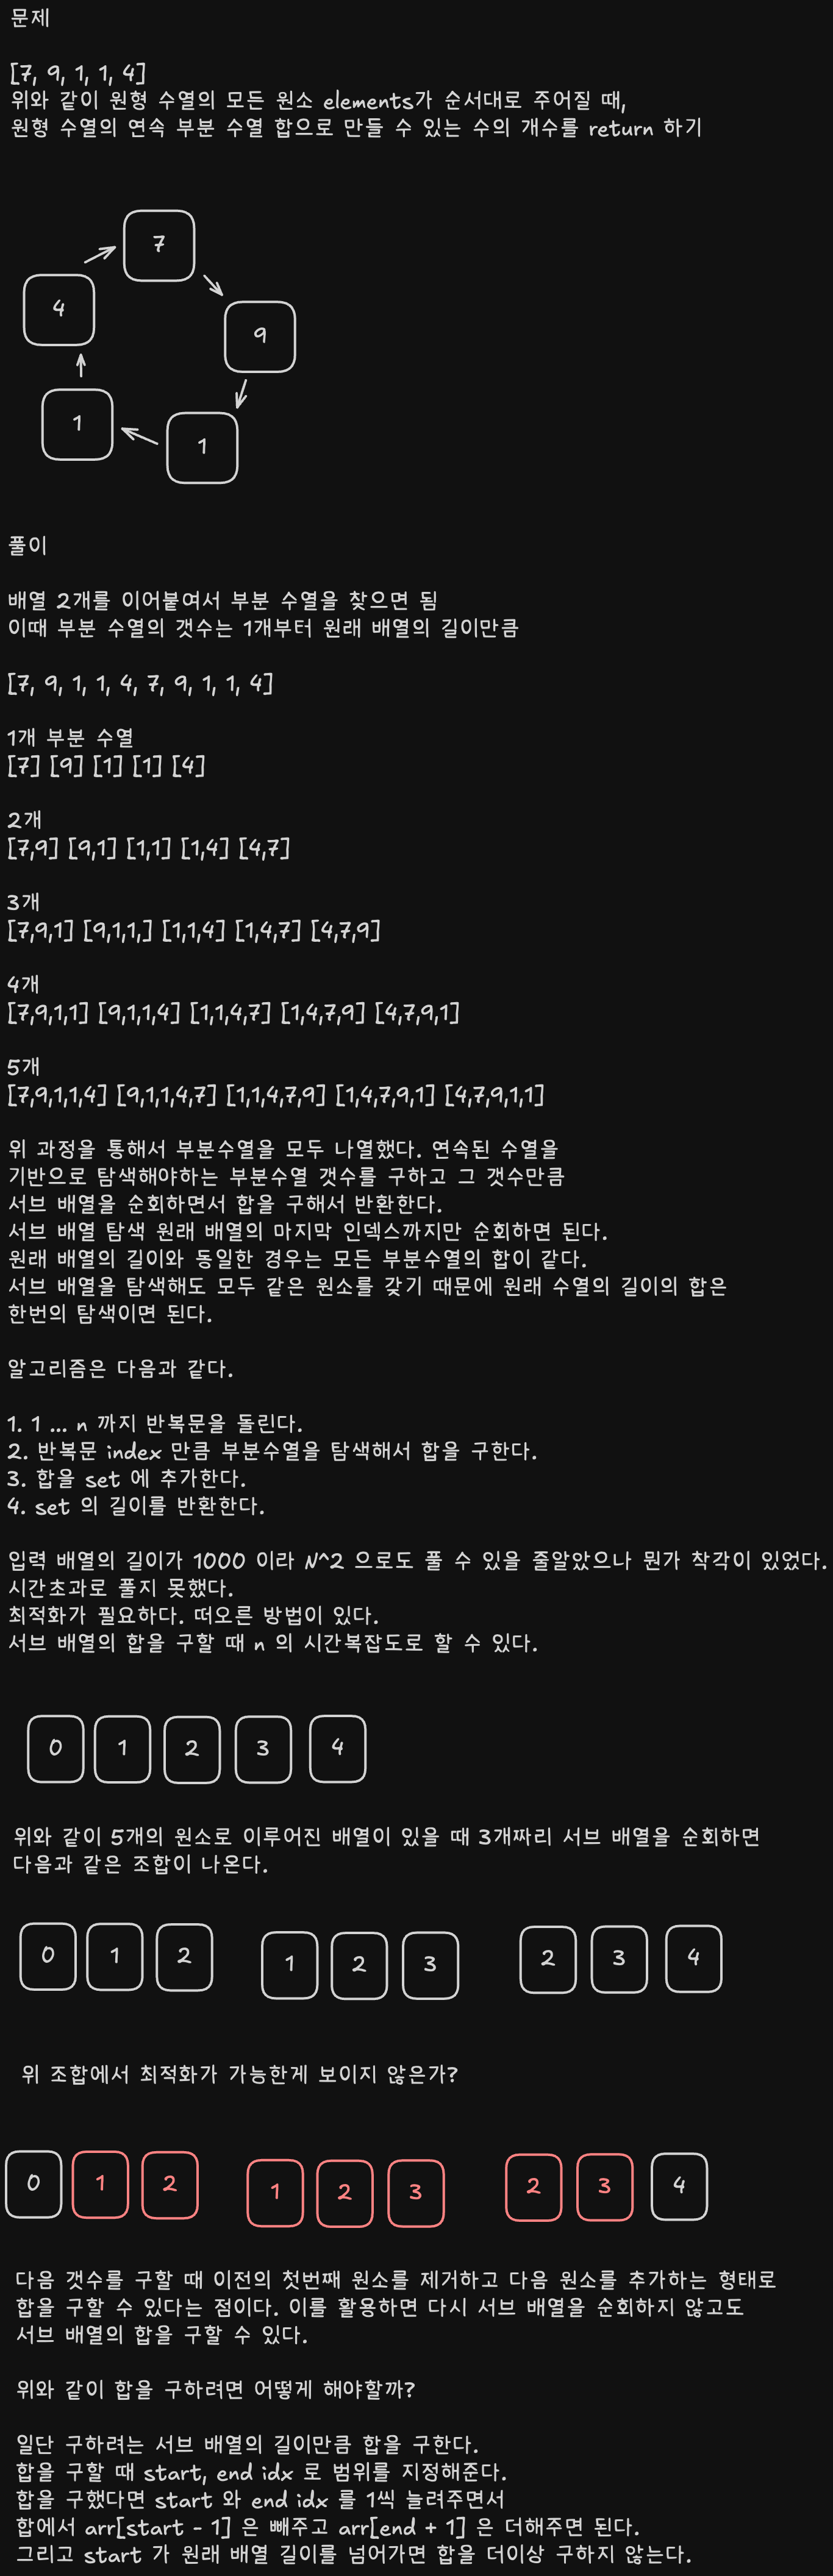 문제
[7, 9, 1, 1, 4]
위와 같이 원형 수열의 모든 원소 elements가 순서대로 주어질 때,
원형 수열의 연속 부분 수열 합으로 만들 수 있는 수의 개수를 return 하기
7
4
9
1
1
풀이
배열 2개를 이어붙여서 부분 수열을 찾으면 됨
이때 부분 수열의 갯수는 1개부터 원래 배열의 길이만큼
[7, 9, 1, 1, 4, 7, 9, 1, 1, 4]
1개 부분 수열
[7] [9] [1] [1] [4]
2개
[7,9] [9,1] [1,1] [1,4] [4,7]
3개
[7,9,1] [9,1,1,] [1,1,4] [1,4,7] [4,7,9]
4개
[7,9,1,1] [9,1,1,4] [1,1,4,7] [1,4,7,9] [4,7,9,1]
5개
[7,9,1,1,4] [9,1,1,4,7] [1,1,4,7,9] [1,4,7,9,1] [4,7,9,1,1]
위 과정을 통해서 부분수열을 모두 나열했다. 연속된 수열을
기반으로 탐색해야하는 부분수열 갯수를 구하고 그 갯수만큼
서브 배열을 순회하면서 합을 구해서 반환한다.
서브 배열 탐색 원래 배열의 마지막 인덱스까지만 순회하면 된다.
원래 배열의 길이와 동일한 경우는 모든 부분수열의 합이 같다.
서브 배열을 탐색해도 모두 같은 원소를 갖기 때문에 원래 수열의 길이의 합은
한번의 탐색이면 된다.
알고리즘은 다음과 같다.
1. 1 ... n 까지 반복문을 돌린다.
2. 반복문 index 만큼 부분수열을 탐색해서 합을 구한다.
3. 합을 set 에 추가한다.
4. set 의 길이를 반환한다.
입력 배열의 길이가 1000 이라 N^2 으로도 풀 수 있을 줄알았으나 뭔가 착각이 있었다.
시간초과로 풀지 못했다.
최적화가 필요하다. 떠오른 방법이 있다.
서브 배열의 합을 구할 때 n 의 시간복잡도로 할 수 있다.
0 1 2 3 4
위와 같이 5개의 원소로 이루어진 배열이 있을 때 3개짜리 서브 배열을 순회하면
다음과 같은 조합이 나온다.
0 1 2 1 2 3 2 3 4
위 조합에서 최적화가 가능한게 보이지 않은가?
0 1 2 1 2 3 2 3 4
다음 갯수를 구할 때 이전의 첫번째 원소를 제거하고 다음 원소를 추가하는 형태로
합을 구할 수 있다는 점이다. 이를 활용하면 다시 서브 배열을 순회하지 않고도
서브 배열의 합을 구할 수 있다.
위와 같이 합을 구하려면 어떻게 해야할까?
일단 구하려는 서브 배열의 길이만큼 합을 구한다.
합을 구할 때 start, end idx 로 범위를 지정해준다.
합을 구했다면 start 와 end idx 를 1씩 늘려주면서
합에서 arr[start - 1] 은 빼주고 arr[end + 1] 은 더해주면 된다.
그리고 start 가 원래 배열 길이를 넘어가면 합을 더이상 구하지 않는다.